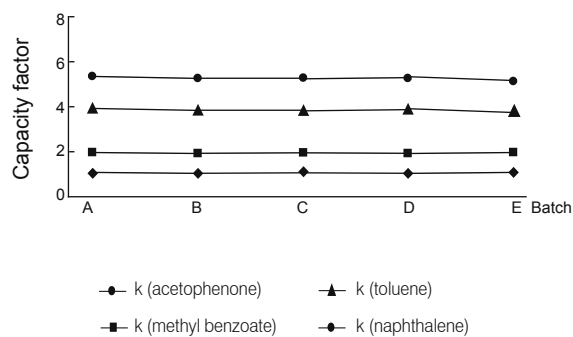 8
6
4
2
0
Capacity factor
A B C D E Batch
k (acetophenone) k (toluene)
k (methyl benzoate) k (naphthalene)